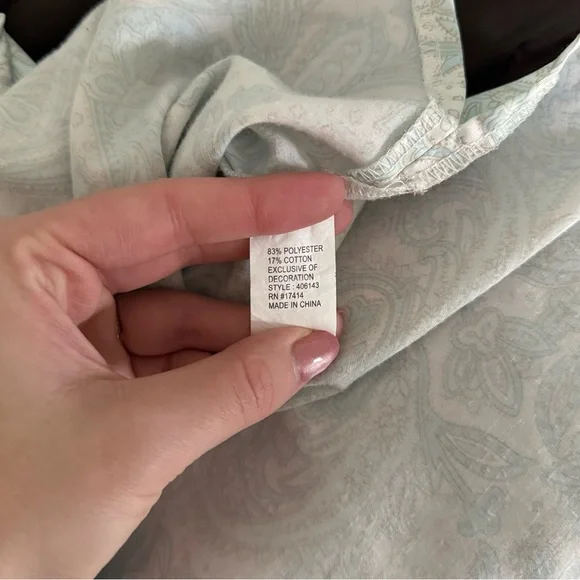 83% POLYESTER
17% COTTON
EXCLUSIVE OF
DECORATION
STYLE : 406143
RN #17414
MADE IN CHINA